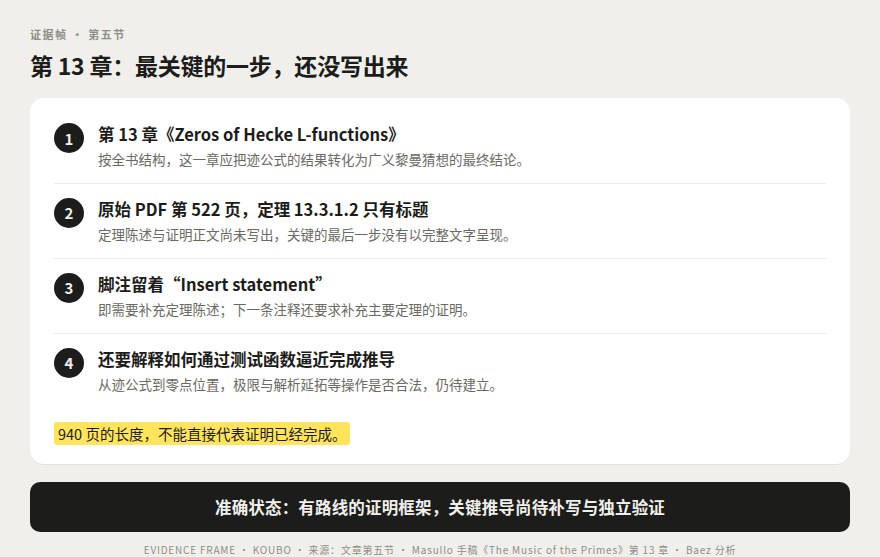 证据帧 · 第五节
第 13 章：最关键的一步，还没写出来
1 第 13 章《Zeros of Hecke L-functions》
按全书结构，这一章应把迹公式的结果转化为广义黎曼猜想的最终结论。
2 原始 PDF 第 522 页，定理 13.3.1.2 只有标题
定理陈述与证明正文尚未写出，关键的最后一步没有以完整文字呈现。
3 脚注留着“Insert statement”
即需要补充定理陈述；下一条注释还要求补充主要定理的证明。
4 还要解释如何通过测试函数逼近完成推导
从迹公式到零点位置，极限与解析延拓等操作是否合法，仍待建立。
940 页的长度，不能直接代表证明已经完成。
准确状态：有路线的证明框架，关键推导尚待补写与独立验证
EVIDENCE FRAME · KOUBO · 来源：文章第五节 · Masullo 手稿《The Music of the Primes》第 13 章 · Baez 分析